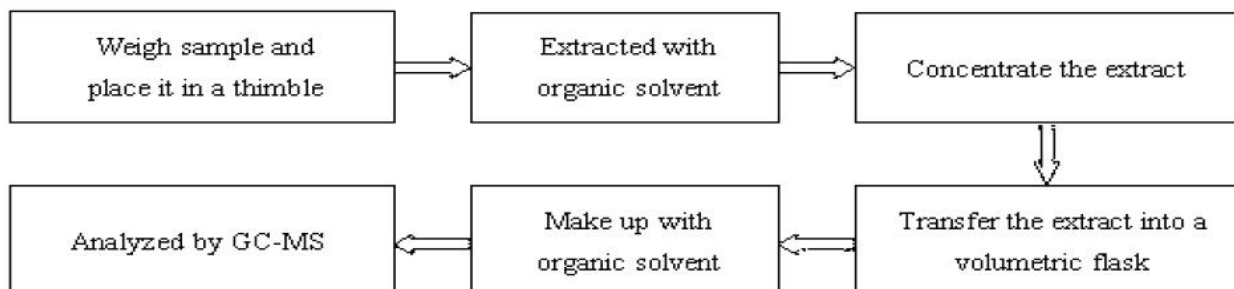 Weigh sample and
place it in a thimble
Extracted with
organic solvent
Concentrate the extract
Transfer the extract into a
volumetric flask
Make up with
organic solvent
Analyzed by GC-MS